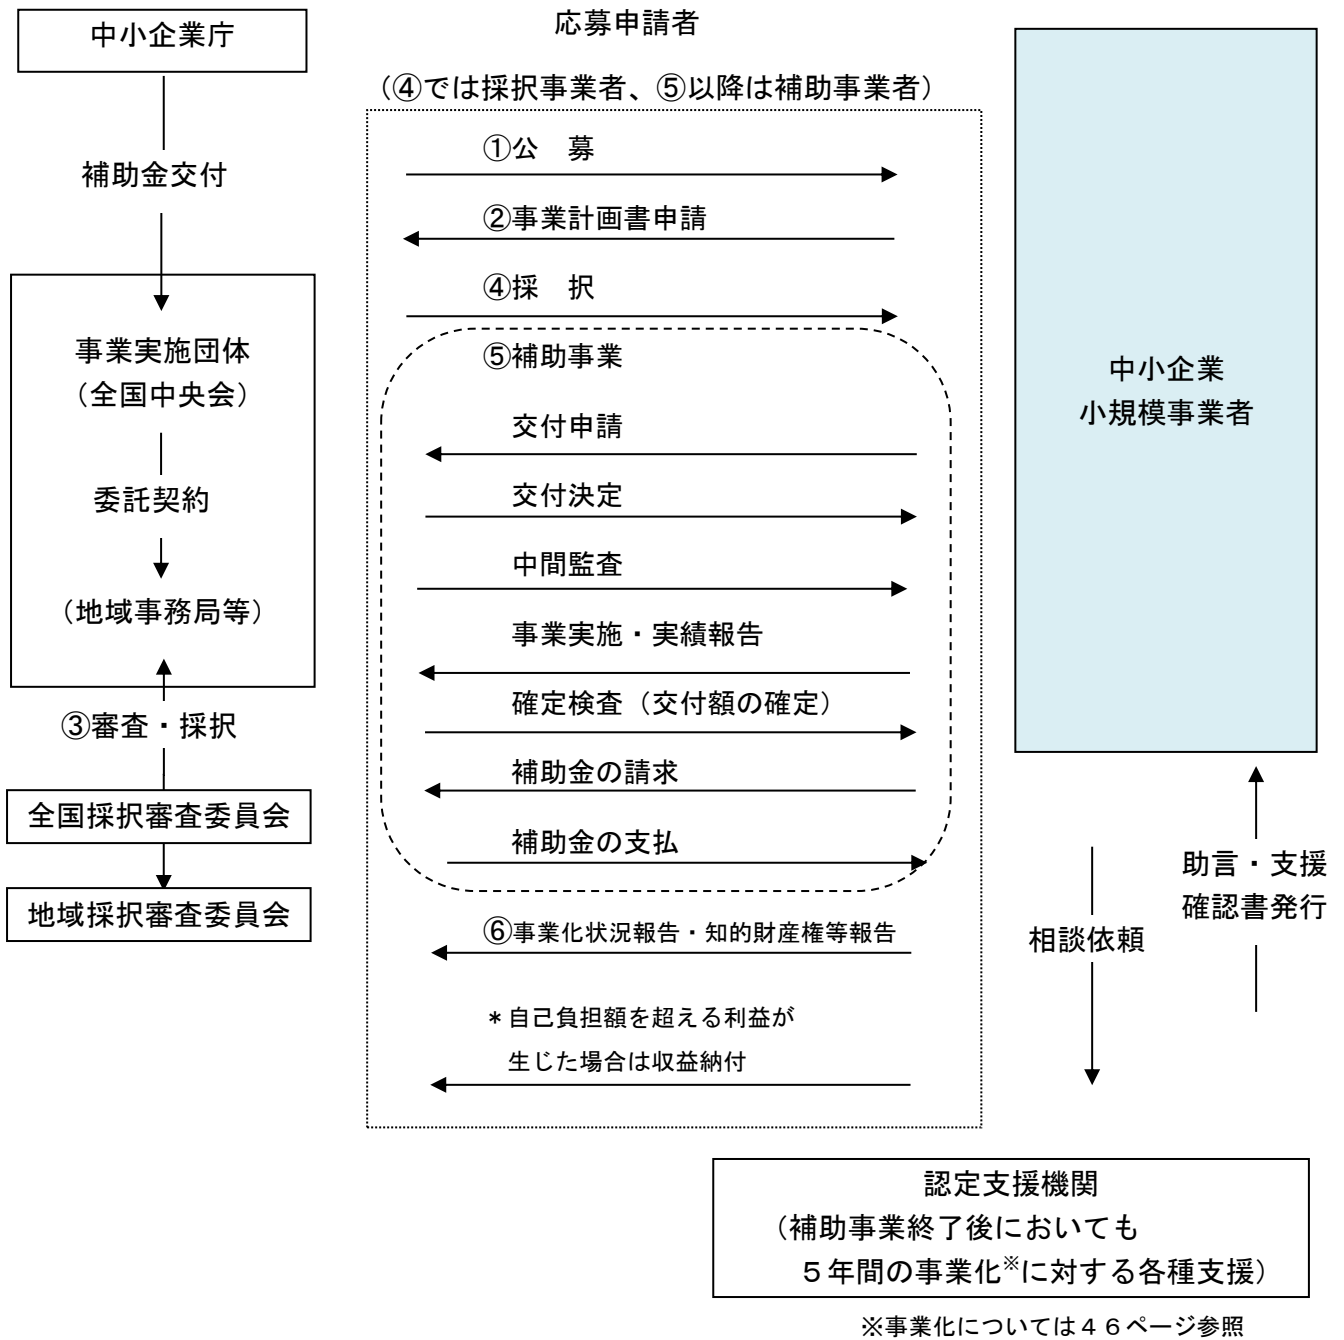 中小企業庁
補助金交付
事業実施団体
（全国中央会）
委託契約
（地域事務局等）
③審査・採択
全国採択審査委員会
地域採択審査委員会
応募申請者
（④では採択事業者、⑤以降は補助事業者）
①公　募
②事業計画書申請
④採　択
⑤補助事業
交付申請
交付決定
中間監査
事業実施・実績報告
確定検査（交付額の確定）
補助金の請求
補助金の支払
⑥事業化状況報告・知的財産権等報告
＊自己負担額を超える利益が
生じた場合は収益納付
中小企業
小規模事業者
助言・支援
確認書発行
相談依頼
認定支援機関
（補助事業終了後においても
５年間の事業化※に対する各種支援）
※事業化については４６ページ参照